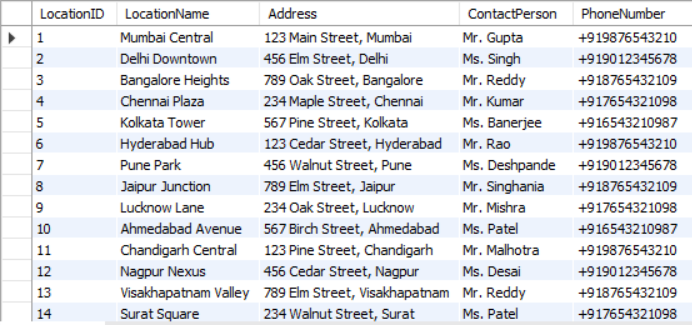 LocationID LocationName Address ContactPerson PhoneNumber
1 Mumbai Central 123 Main Street, Mumbai Mr. Gupta +919876543210
2 Delhi Downtown 456 Elm Street, Delhi Ms. Singh +919012345678
3 Bangalore Heights 789 Oak Street, Bangalore Mr. Reddy +918765432109
4 Chennai Plaza 234 Maple Street, Chennai Mr. Kumar +917654321098
5 Kolkata Tower 567 Pine Street, Kolkata Ms. Banerjee +916543210987
6 Hyderabad Hub 123 Cedar Street, Hyderabad Mr. Rao +919876543210
7 Pune Park 456 Walnut Street, Pune Ms. Deshpande +919012345678
8 Jaipur Junction 789 Elm Street, Jaipur Mr. Singhania +918765432109
9 Lucknow Lane 234 Oak Street, Lucknow Mr. Mishra +917654321098
10 Ahmedabad Avenue 567 Birch Street, Ahmedabad Ms. Patel +916543210987
11 Chandigarh Central 123 Pine Street, Chandigarh Mr. Malhotra +919876543210
12 Nagpur Nexus 456 Cedar Street, Nagpur Ms. Desai +919012345678
13 Visakhapatnam Valley 789 Elm Street, Visakhapatnam Mr. Reddy +918765432109
14 Surat Square 234 Walnut Street, Surat Ms. Patel +917654321098